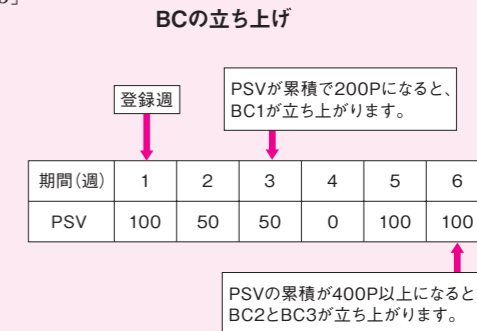 BCの立ち上げ
登録週
PSVが累積で200Pになると、
BC1が立ち上がります。
期間(週) 1 2 3 4 5 6
PSV 100 50 50 0 100 100
PSVの累積が400P以上になると
BC2とBC3が立ち上がります。